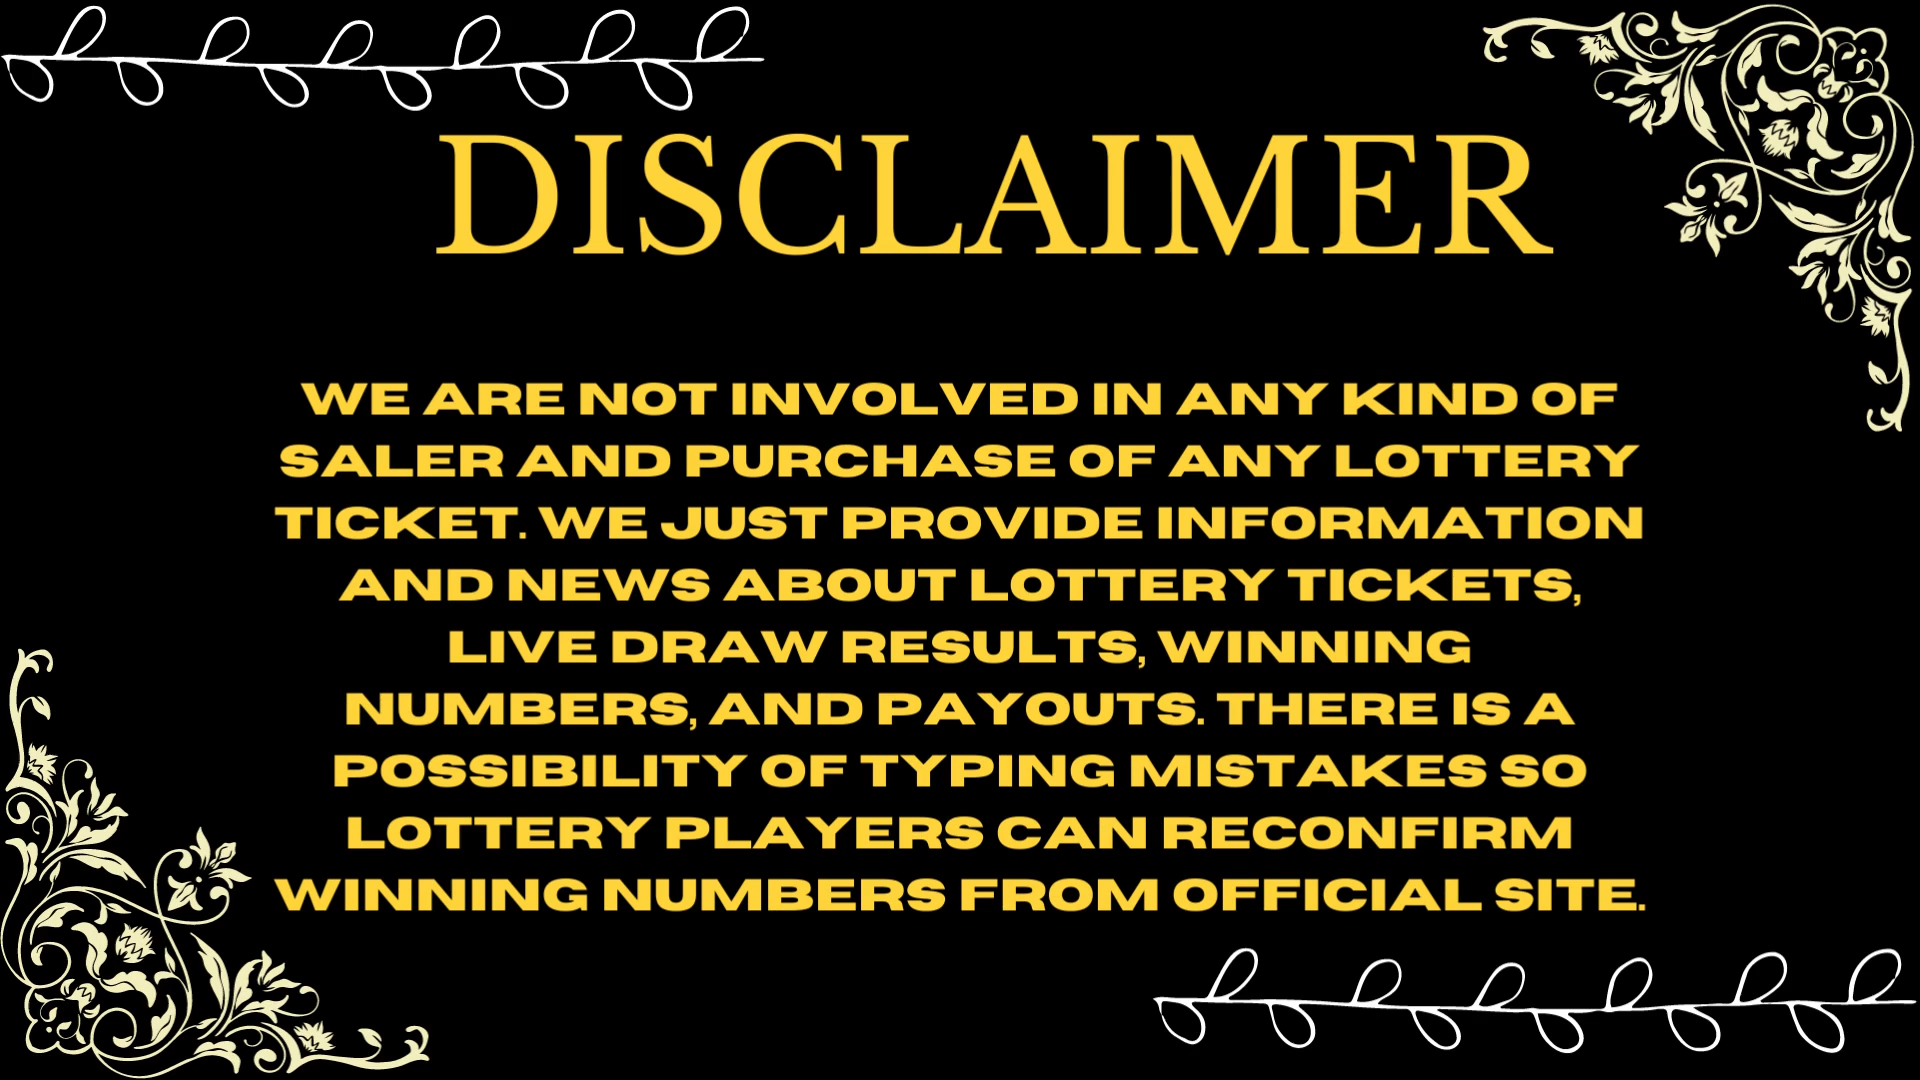 DISCLAIMER
WE ARE NOT INVOLVED IN ANY KIND OF
SALER AND PURCHASE OF ANY LOTTERY
TICKET. WE JUST PROVIDE INFORMATION
AND NEWS ABOUT LOTTERY TICKETS,
LIVE DRAW RESULTS, WINNING
NUMBERS, AND PAYOUTS. THERE IS A
POSSIBILITY OF TYPING MISTAKES SO
LOTTERY PLAYERS CAN RECONFIRM
WINNING NUMBERS FROM OFFICIAL SITE.